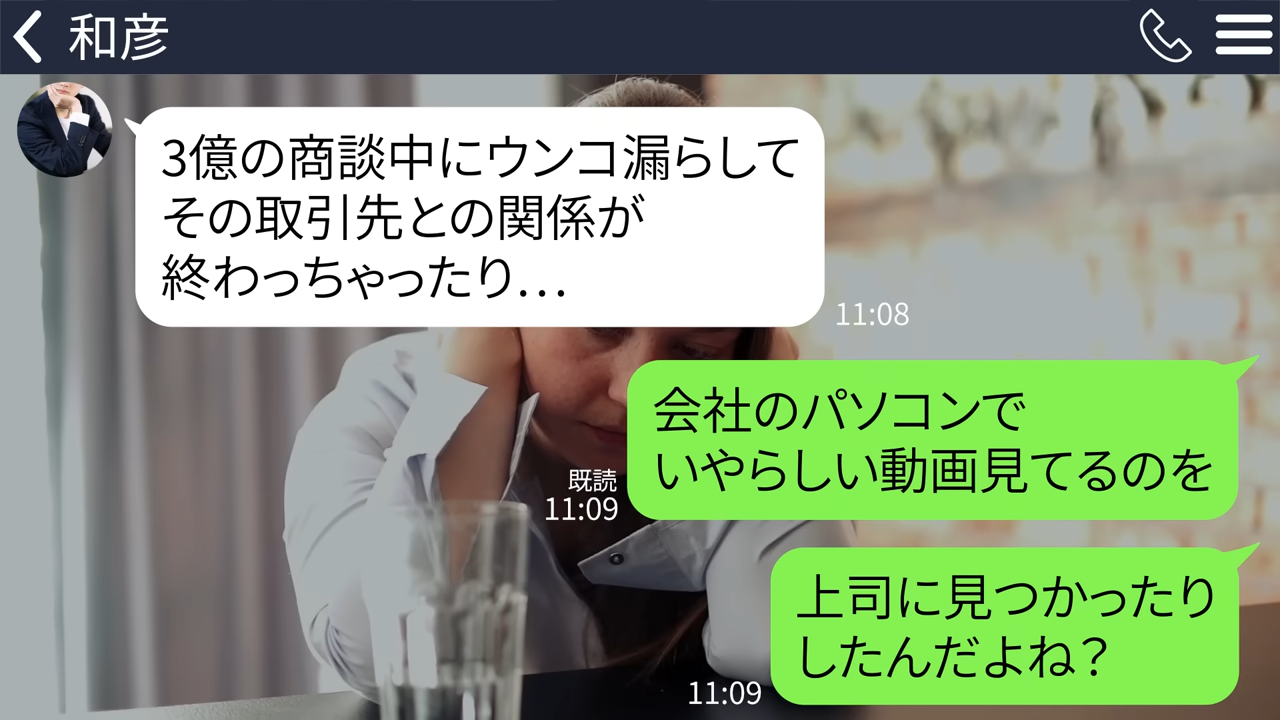 和彦
3億の商談中にウンコ漏らして
その取引先との関係が
終わっちゃったり...
11:08
会社のパソコンで
いやらしい動画見てるのを
既読
11:09
上司に見つかったり
したんだよね？
11:09